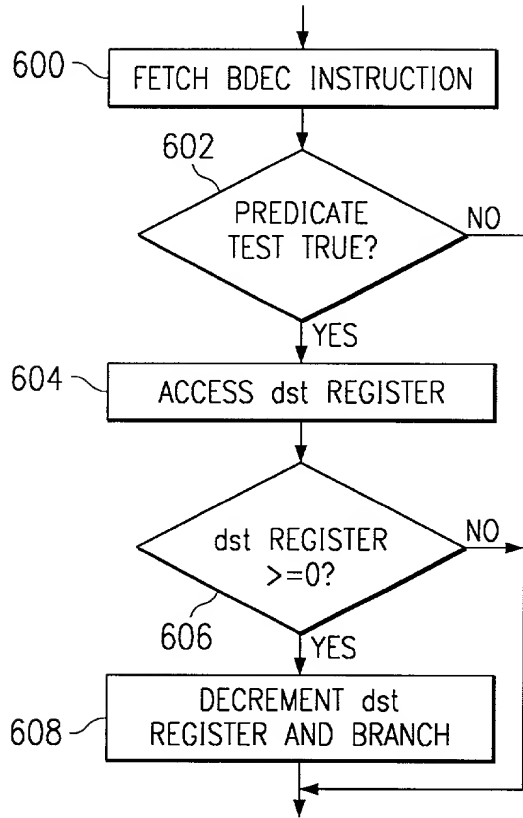 600
FETCH BDEC INSTRUCTION
602
PREDICATE
TEST TRUE?
NO
YES
604
ACCESS dst REGISTER
dst REGISTER
>=0?
NO
606
YES
608
DECREMENT dst
REGISTER AND BRANCH